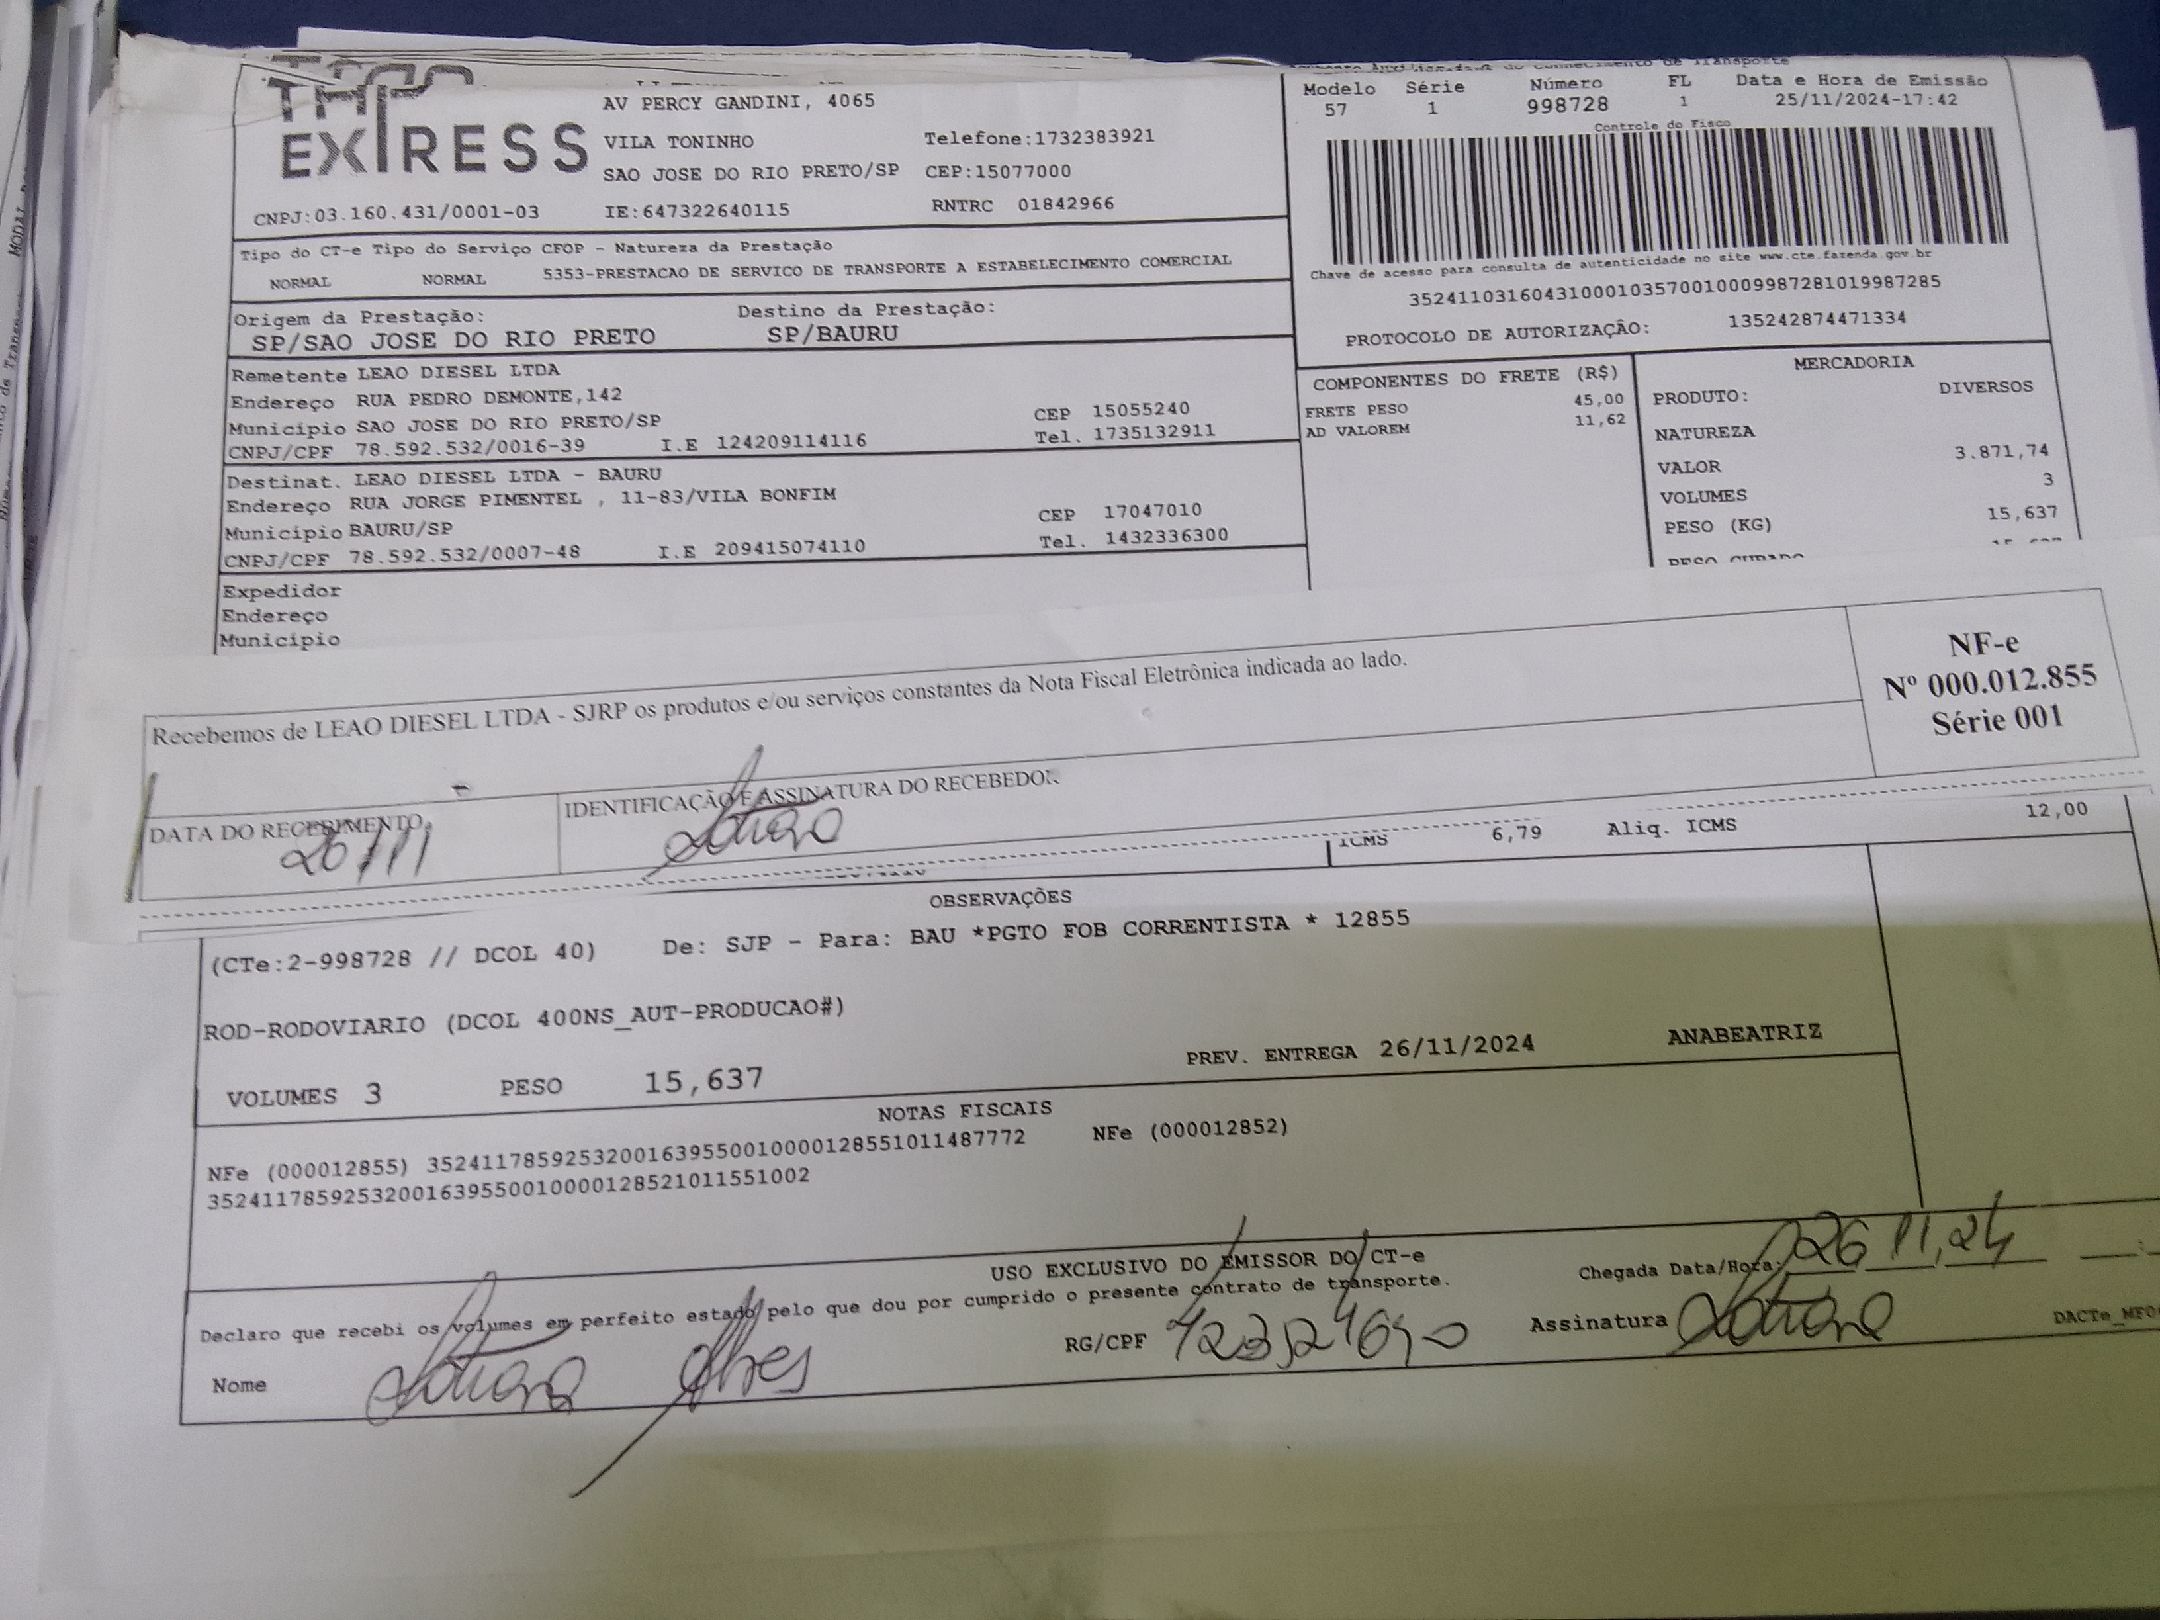 EXPRESS
AV PERCY GANDINI, 4065
VILA TONINHO Telefone:1732383921
SAO JOSE DO RIO PRETO/SP CEP:15077000
CNPJ:03.160.431/0001-03 IE:647322640115 RNTRC 01842966
Modelo Série Número FL Data e Hora de Emissão
57 1 998728 1 25/11/2024-17:42
Controle do Fisco
Chave de acesso para consulta de autenticidade no site www.cte.fazenda.gov.br
35241103160431000103570010009987281019987285
PROTOCOLO DE AUTORIZAÇÃO: 135242874471334
Tipo do CT-e Tipo do Serviço CFOP - Natureza da Prestação
NORMAL NORMAL 5353-PRESTACAO DE SERVICO DE TRANSPORTE A ESTABELECIMENTO COMERCIAL
Origem da Prestação: Destino da Prestação:
SP/SAO JOSE DO RIO PRETO SP/BAURU
Remetente LEAO DIESEL LTDA
Endereço RUA PEDRO DEMONTE,142
Município SAO JOSE DO RIO PRETO/SP CEP 15055240
CNPJ/CPF 78.592.532/0016-39 I.E 124209114116 Tel. 1735132911
Destinat. LEAO DIESEL LTDA - BAURU
Endereço RUA JORGE PIMENTEL , 11-83/VILA BONFIM
Município BAURU/SP CEP 17047010
CNPJ/CPF 78.592.532/0007-48 I.E 209415074110 Tel. 1432336300
Expedidor
Endereço
Município
COMPONENTES DO FRETE (R$)
FRETE PESO 45,00
AD VALOREM 11,62
MERCADORIA
PRODUTO: DIVERSOS
NATUREZA
VALOR 3.871,74
VOLUMES 3
PESO (KG) 15,637
Recebemos de LEAO DIESEL LTDA - SJRP os produtos e/ou serviços constantes da Nota Fiscal Eletrônica indicada ao lado.
NF-e
Nº 000.012.855
Série 001
DATA DO RECEBIMENTO IDENTIFICAÇÃO E ASSINATURA DO RECEBEDOR
26/11
ICMS 6,79 Aliq. ICMS 12,00
OBSERVAÇÕES
(CTe:2-998728 // DCOL 40) De: SJP - Para: BAU *PGTO FOB CORRENTISTA * 12855
ROD-RODOVIARIO (DCOL 400NS_AUT-PRODUCAO#)
PREV. ENTREGA 26/11/2024 ANABEATRIZ
VOLUMES 3 PESO 15,637
NOTAS FISCAIS
NFe (000012855) 35241178592532001639550010000128551011487772 NFe (000012852)
35241178592532001639550010000128521011551002
USO EXCLUSIVO DO EMISSOR DO CT-e
Declaro que recebi os volumes em perfeito estado pelo que dou por cumprido o presente contrato de transporte.
Chegada Data/Hora: 26 11,24
Nome Alves RG/CPF Assinatura